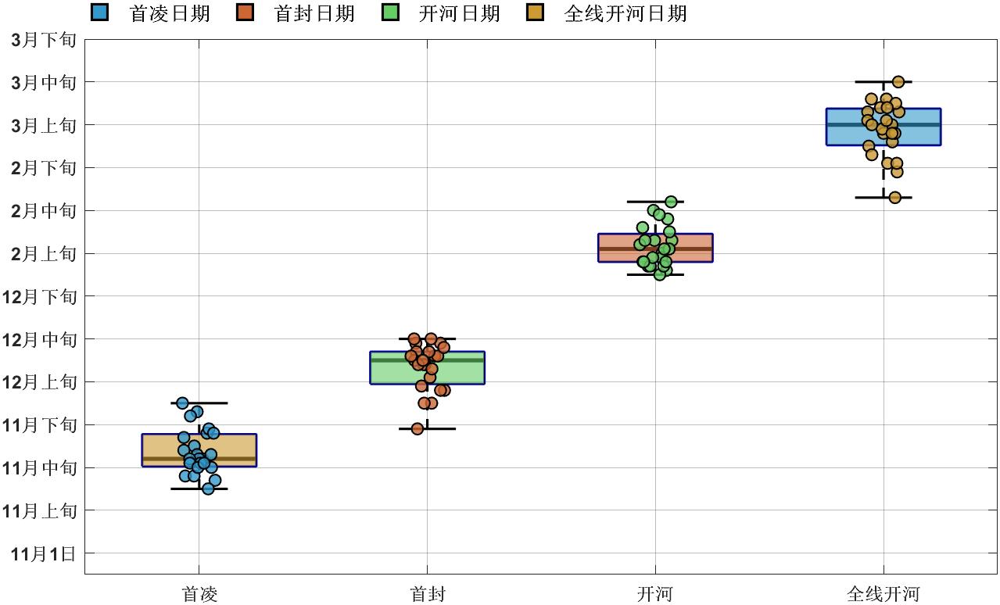 首凌日期 首封日期 开河日期 全线开河日期
3月下旬
3月中旬
3月上旬
2月下旬
2月中旬
2月上旬
12月下旬
12月中旬
12月上旬
11月下旬
11月中旬
11月上旬
11月1日
首凌 首封 开河 全线开河